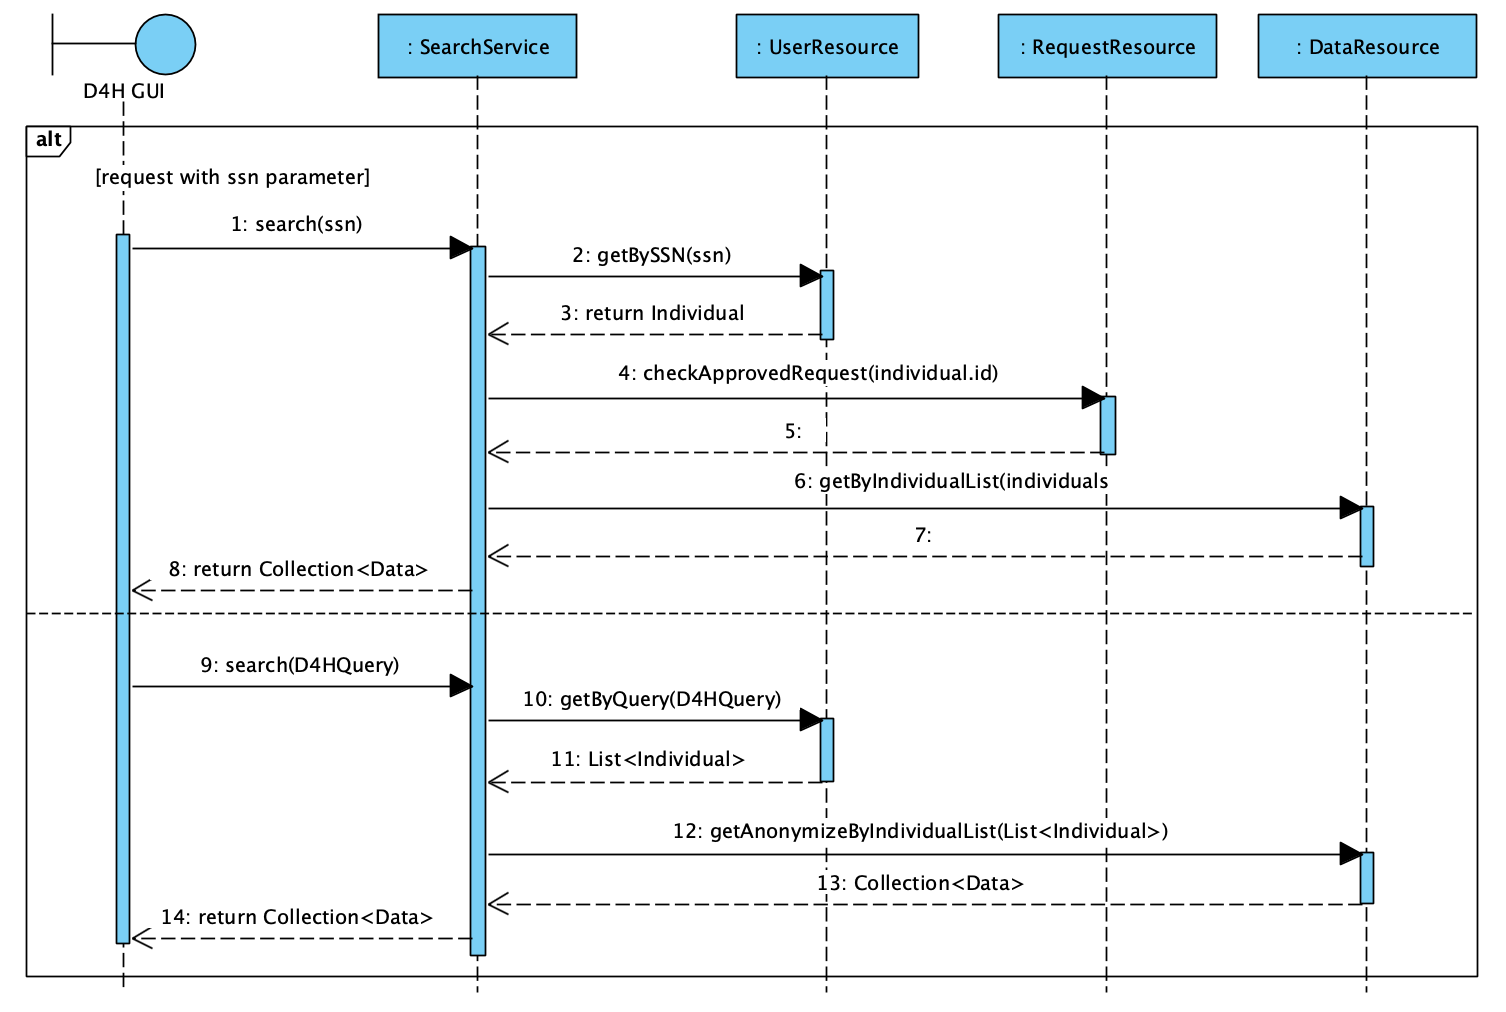 : SearchService
: UserResource
: RequestResource
: DataResource
D4H GUI
alt
[request with ssn parameter]
1: search(ssn)
2: getBySSN(ssn)
3: return Individual
4: checkApprovedRequest(individual.id)
5:
6: getByIndividualList(individuals
7:
8: return Collection<Data>
9: search(D4HQuery)
10: getByQuery(D4HQuery)
11: List<Individual>
12: getAnonymizeByIndividualList(List<Individual>)
13: Collection<Data>
14: return Collection<Data>